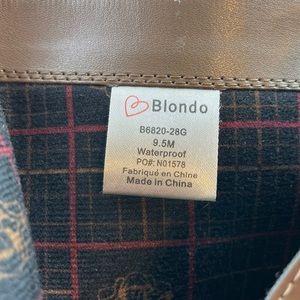 Blondo
B6820-28G
9.5M
Waterproof
PO#: N01578
Fabriqué en Chine
Made in China